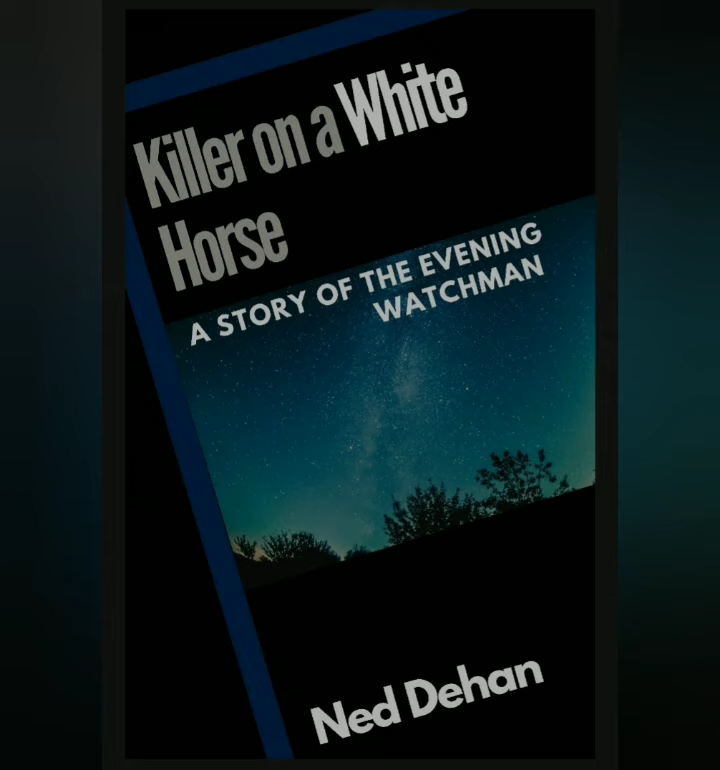 Killer on a White
Horse
A STORY OF THE EVENING
WATCHMAN
Ned Dehan